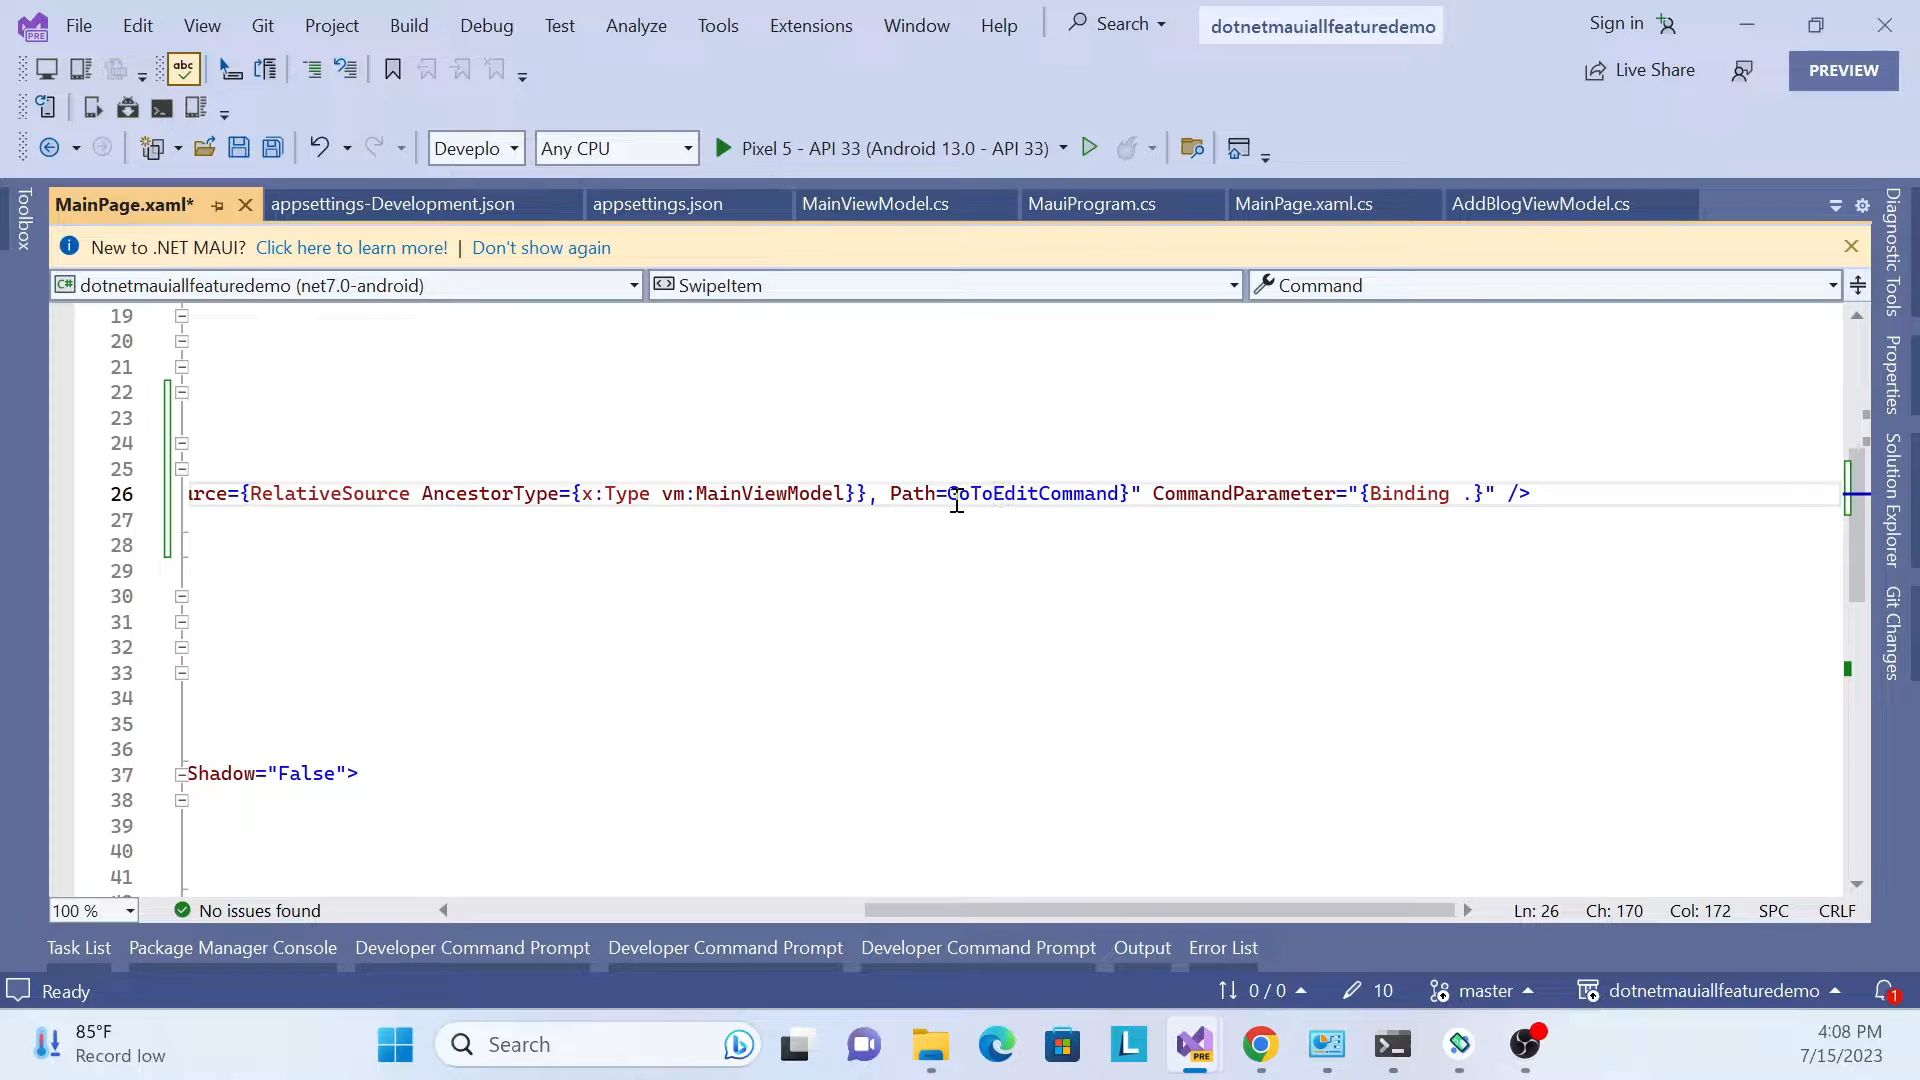 File Edit View Git Project Build Debug Test Analyze Tools Extensions Window Help Search dotnetmauiallfeaturedemo Sign in
PRE
abc
Live Share PREVIEW
Develo Any CPU Pixel 5 - API 33 (Android 13.0 - API 33)
MainPage.xaml* appsettings-Development.json appsettings.json MainViewModel.cs MauiProgram.cs MainPage.xaml.cs AddBlogViewModel.cs
New to .NET MAUI? Click here to learn more! | Don't show again
C# dotnetmauiallfeaturedemo (net7.0-android) SwipeItem Command
19
20
21
22
23
24
25
26 urce={RelativeSource AncestorType={x:Type vm:MainViewModel}}, Path=GoToEditCommand}" CommandParameter="{Binding .}" />
27
28
29
30
31
32
33
34
35
36
37 Shadow="False">
38
39
40
41
100 % No issues found Ln: 26 Ch: 170 Col: 172 SPC CRLF
Task List Package Manager Console Developer Command Prompt Developer Command Prompt Developer Command Prompt Output Error List
Ready 0 / 0 10 master dotnetmauiallfeaturedemo 1
Toolbox
Diagnostic Tools
Properties
Solution Explorer
Git Changes
85°F
Record low
Search
L
PRE
4:08 PM
7/15/2023